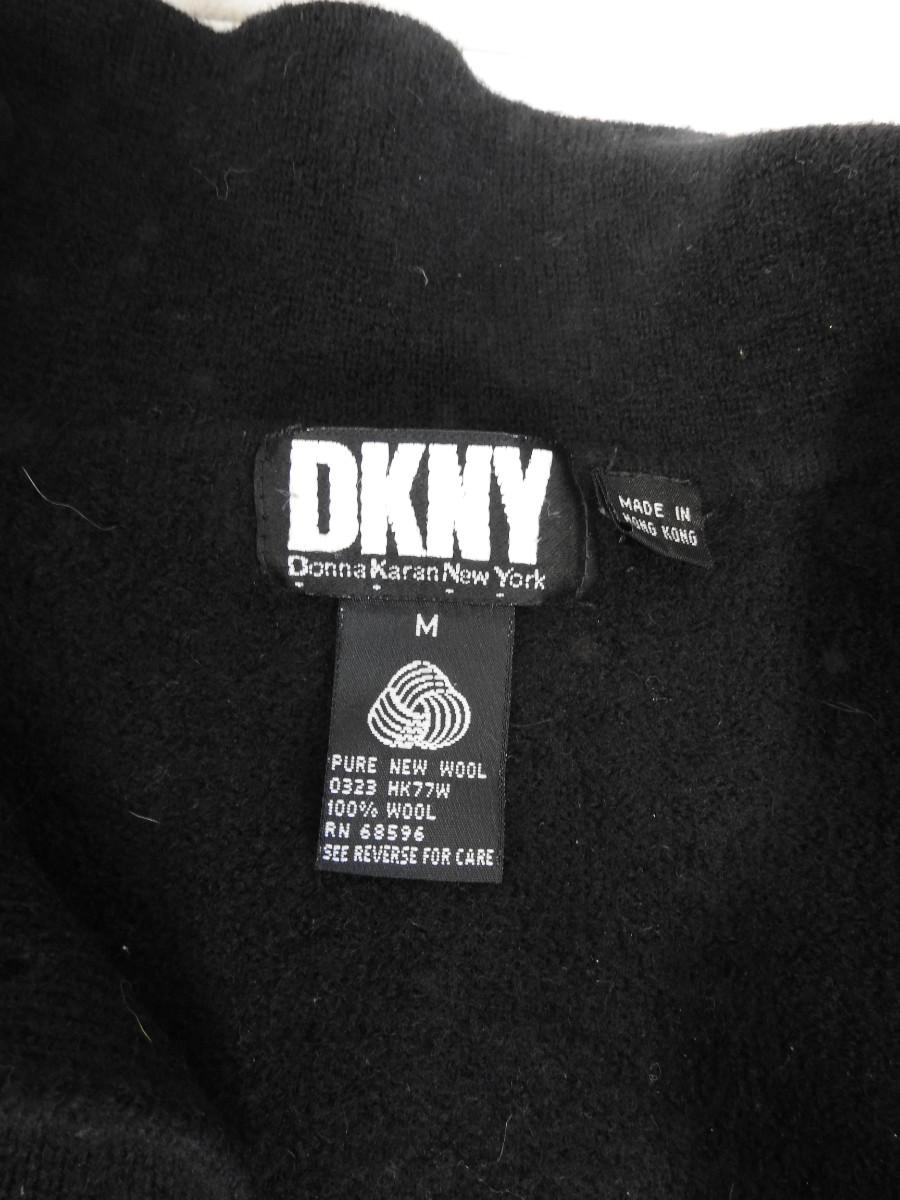 DKNY
Donna Karan New York
MADE IN
HONG KONG
M
PURE NEW WOOL
0323 HK77W
100% WOOL
RN 68596
SEE REVERSE FOR CARE